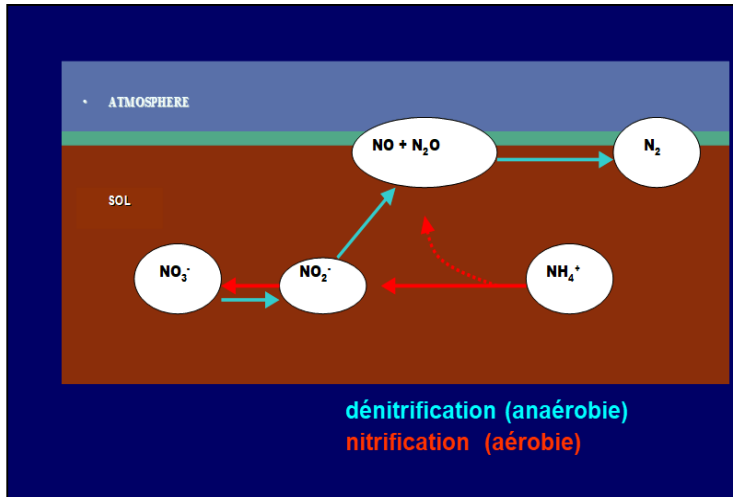 • ATMOSPHERE
NO + N₂O
N₂
SOL
NO₃⁻
NO₂⁻
NH₄⁺
dénitrification (anaérobie)
nitrification (aérobie)